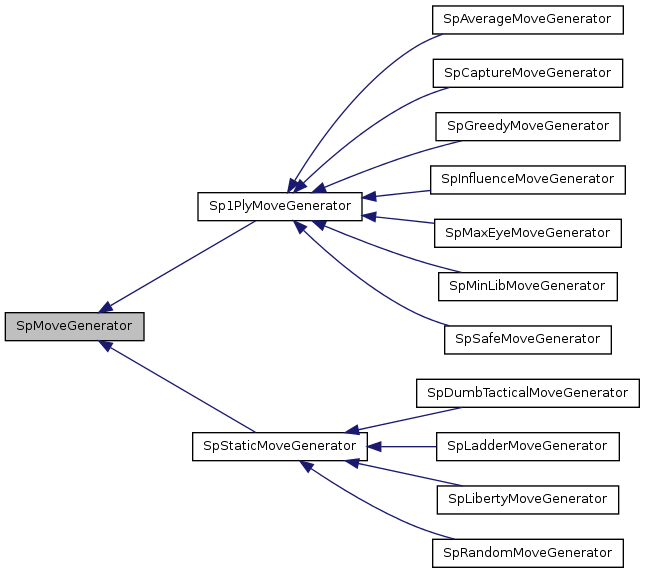 SpAverageMoveGenerator
SpCaptureMoveGenerator
SpGreedyMoveGenerator
SpInfluenceMoveGenerator
Sp1PlyMoveGenerator
SpMaxEyeMoveGenerator
SpMinLibMoveGenerator
SpMoveGenerator
SpSafeMoveGenerator
SpDumbTacticalMoveGenerator
SpStaticMoveGenerator
SpLadderMoveGenerator
SpLibertyMoveGenerator
SpRandomMoveGenerator